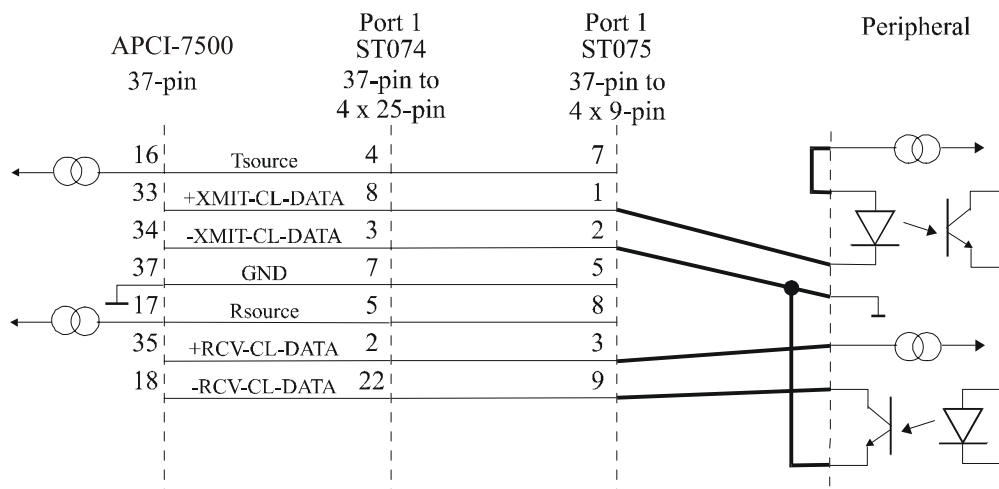 APCI-7500
37-pin
Port 1
ST074
37-pin to
4 x 25-pin
Port 1
ST075
37-pin to
4 x 9-pin
Peripheral
16 Tsource 4 7
33 +XMIT-CL-DATA 8 1
34 -XMIT-CL-DATA 3 2
37 GND 7 5
17 Rsource 5 8
35 +RCV-CL-DATA 2 3
18 -RCV-CL-DATA 22 9